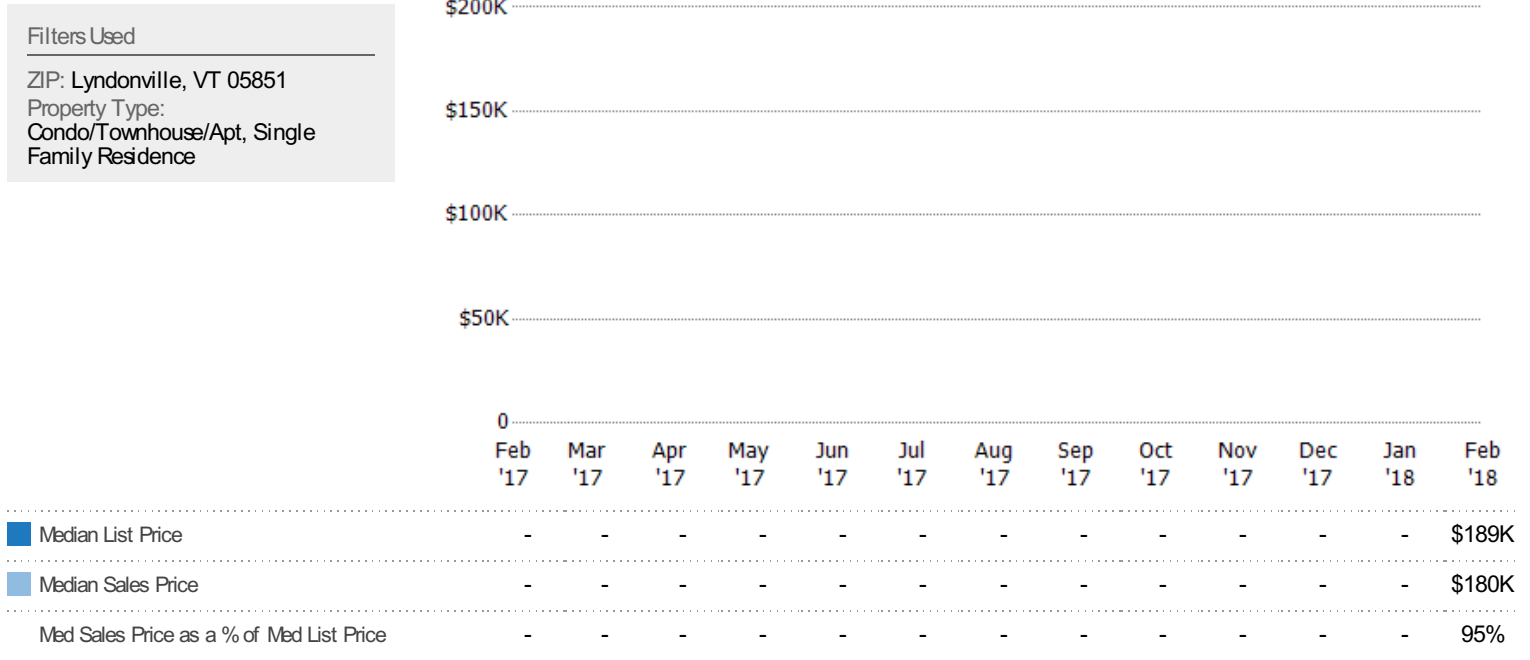 Filters Used
ZIP: Lyndonville, VT 05851
Property Type:
Condo/Townhouse/Apt, Single
Family Residence
$200K
$150K
$100K
$50K
0
Feb Mar Apr May Jun Jul Aug Sep Oct Nov Dec Jan Feb
'17 '17 '17 '17 '17 '17 '17 '17 '17 '17 '17 '18 '18
Median List Price - - - - - - - - - - - - $189K
Median Sales Price - - - - - - - - - - - - $180K
Med Sales Price as a % of Med List Price - - - - - - - - - - - - 95%